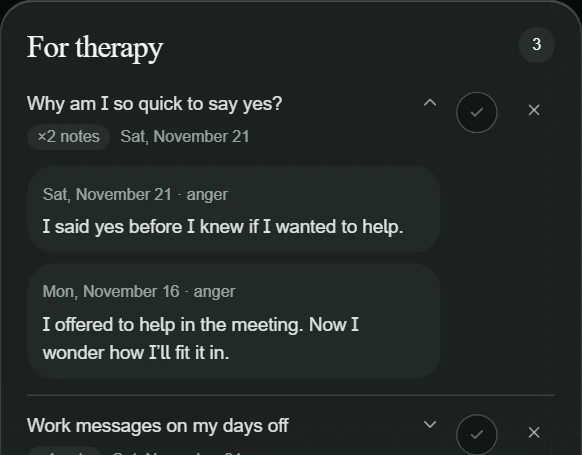 For therapy
3
Why am I so quick to say yes?
×2 notes Sat, November 21
Sat, November 21 · anger
I said yes before I knew if I wanted to help.
Mon, November 16 · anger
I offered to help in the meeting. Now I
wonder how I'll fit it in.
Work messages on my days off